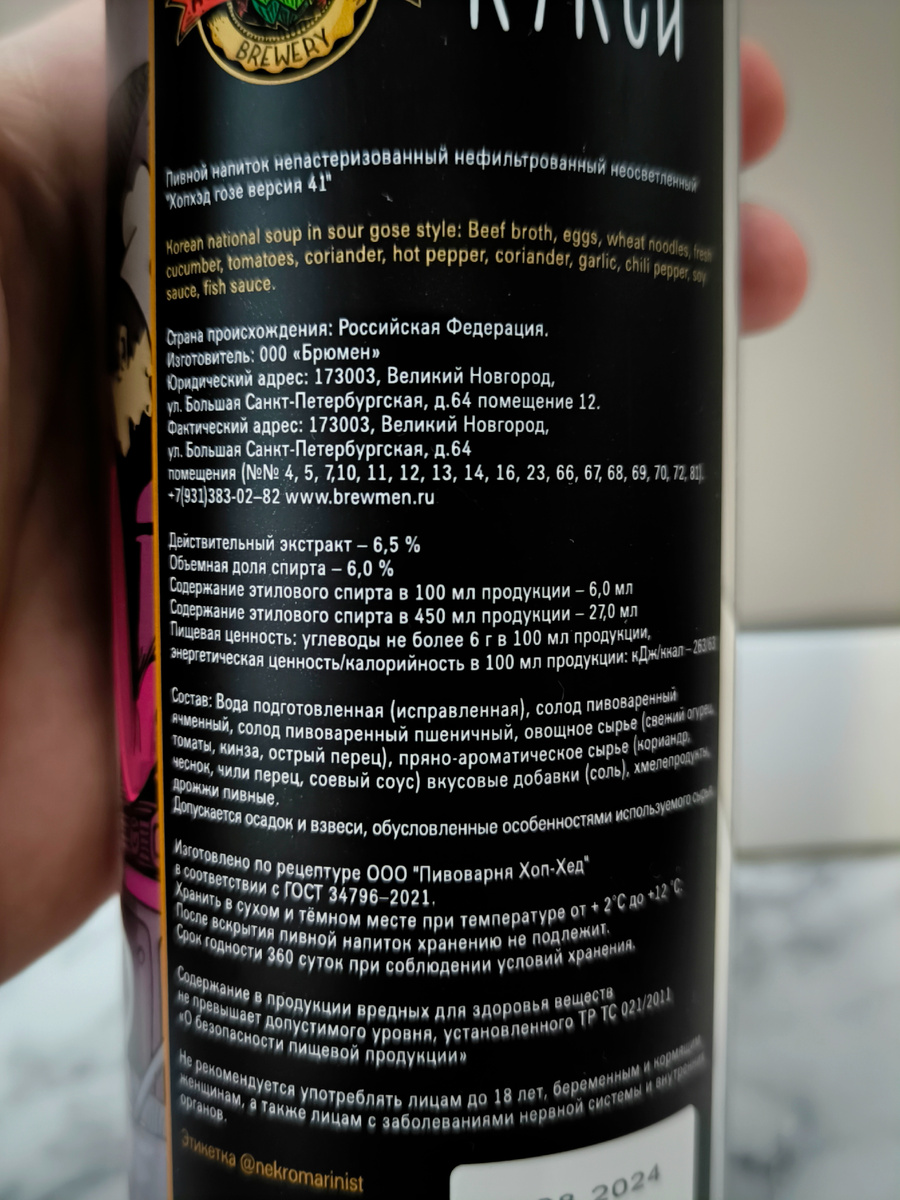 BREWERY
Кукси
Пивной напиток непастеризованный нефильтрованный неосветленный
"Хопхэд гозе версия 41"
Korean national soup in sour gose style: Beef broth, eggs, wheat noodles, fresh
cucumber, tomatoes, coriander, hot pepper, coriander, garlic, chili pepper, soy
sauce, fish sauce.
Страна происхождения: Российская Федерация.
Изготовитель: ООО «Брюмен»
Юридический адрес: 173003, Великий Новгород,
ул. Большая Санкт-Петербургская, д.64 помещение 12.
Фактический адрес: 173003, Великий Новгород,
ул. Большая Санкт-Петербургская, д.64
помещения (№№ 4, 5, 7,10, 11, 12, 13, 14, 16, 23, 66, 67, 68, 69, 70, 72, 81).
+7(931)383-02–82 www.brewmen.ru
Действительный экстракт – 6,5 %
Объемная доля спирта – 6,0 %
Содержание этилового спирта в 100 мл продукции – 6,0 мл
Содержание этилового спирта в 450 мл продукции – 27,0 мл
Пищевая ценность: углеводы не более 6 г в 100 мл продукции,
энергетическая ценность/калорийность в 100 мл продукции: кДж/ккал – 263/63
Состав: Вода подготовленная (исправленная), солод пивоваренный
ячменный, солод пивоваренный пшеничный, овощное сырье (свежий огурец,
томаты, кинза, острый перец), пряно-ароматическое сырье (кориандр,
чеснок, чили перец, соевый соус) вкусовые добавки (соль), хмелепродукты,
дрожжи пивные.
Допускается осадок и взвеси, обусловленные особенностями используемого сырья.
Изготовлено по рецептуре ООО "Пивоварня Хоп-Хед"
в соответствии с ГОСТ 34796–2021.
Хранить в сухом и тёмном месте при температуре от + 2°С до +12 °С.
После вскрытия пивной напиток хранению не подлежит.
Срок годности 360 суток при соблюдении условий хранения.
Содержание в продукции вредных для здоровья веществ
не превышает допустимого уровня, установленного ТР ТС 021/2011
«О безопасности пищевой продукции»
Не рекомендуется употреблять лицам до 18 лет, беременным и кормящим
женщинам, а также лицам с заболеваниями нервной системы и внутренних
органов.
Этикетка @nekromarinist
2024